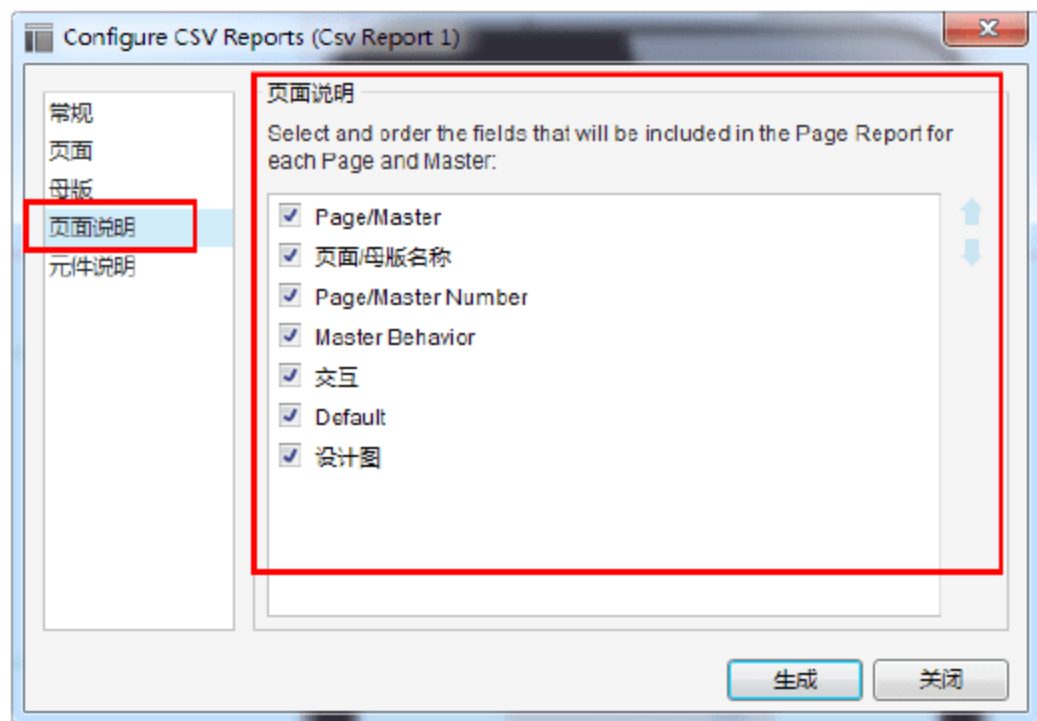 Configure CSV Reports (Csv Report 1)
常规
页面
母版
页面说明
元件说明
页面说明
Select and order the fields that will be included in the Page Report for
each Page and Master:
Page/Master
页面/母版名称
Page/Master Number
Master Behavior
交互
Default
设计图
生成
关闭